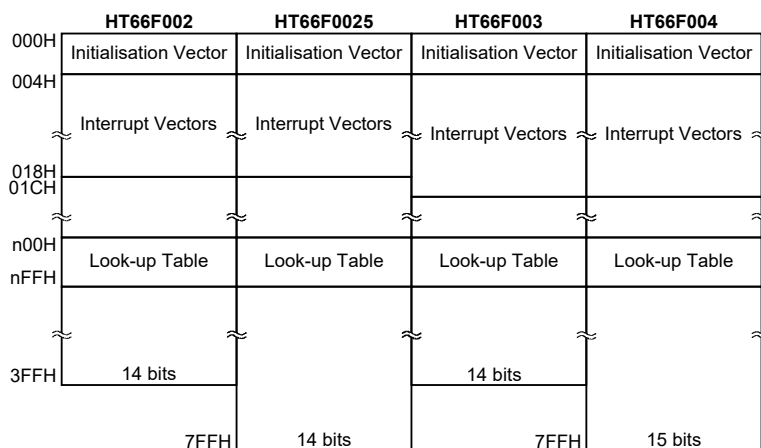 HT66F002 HT66F0025 HT66F003 HT66F004
000H Initialisation Vector Initialisation Vector Initialisation Vector Initialisation Vector
004H
Interrupt Vectors Interrupt Vectors Interrupt Vectors Interrupt Vectors
018H
01CH
n00H
Look-up Table Look-up Table Look-up Table Look-up Table
nFFH
3FFH 14 bits 14 bits
7FFH 14 bits 7FFH 15 bits